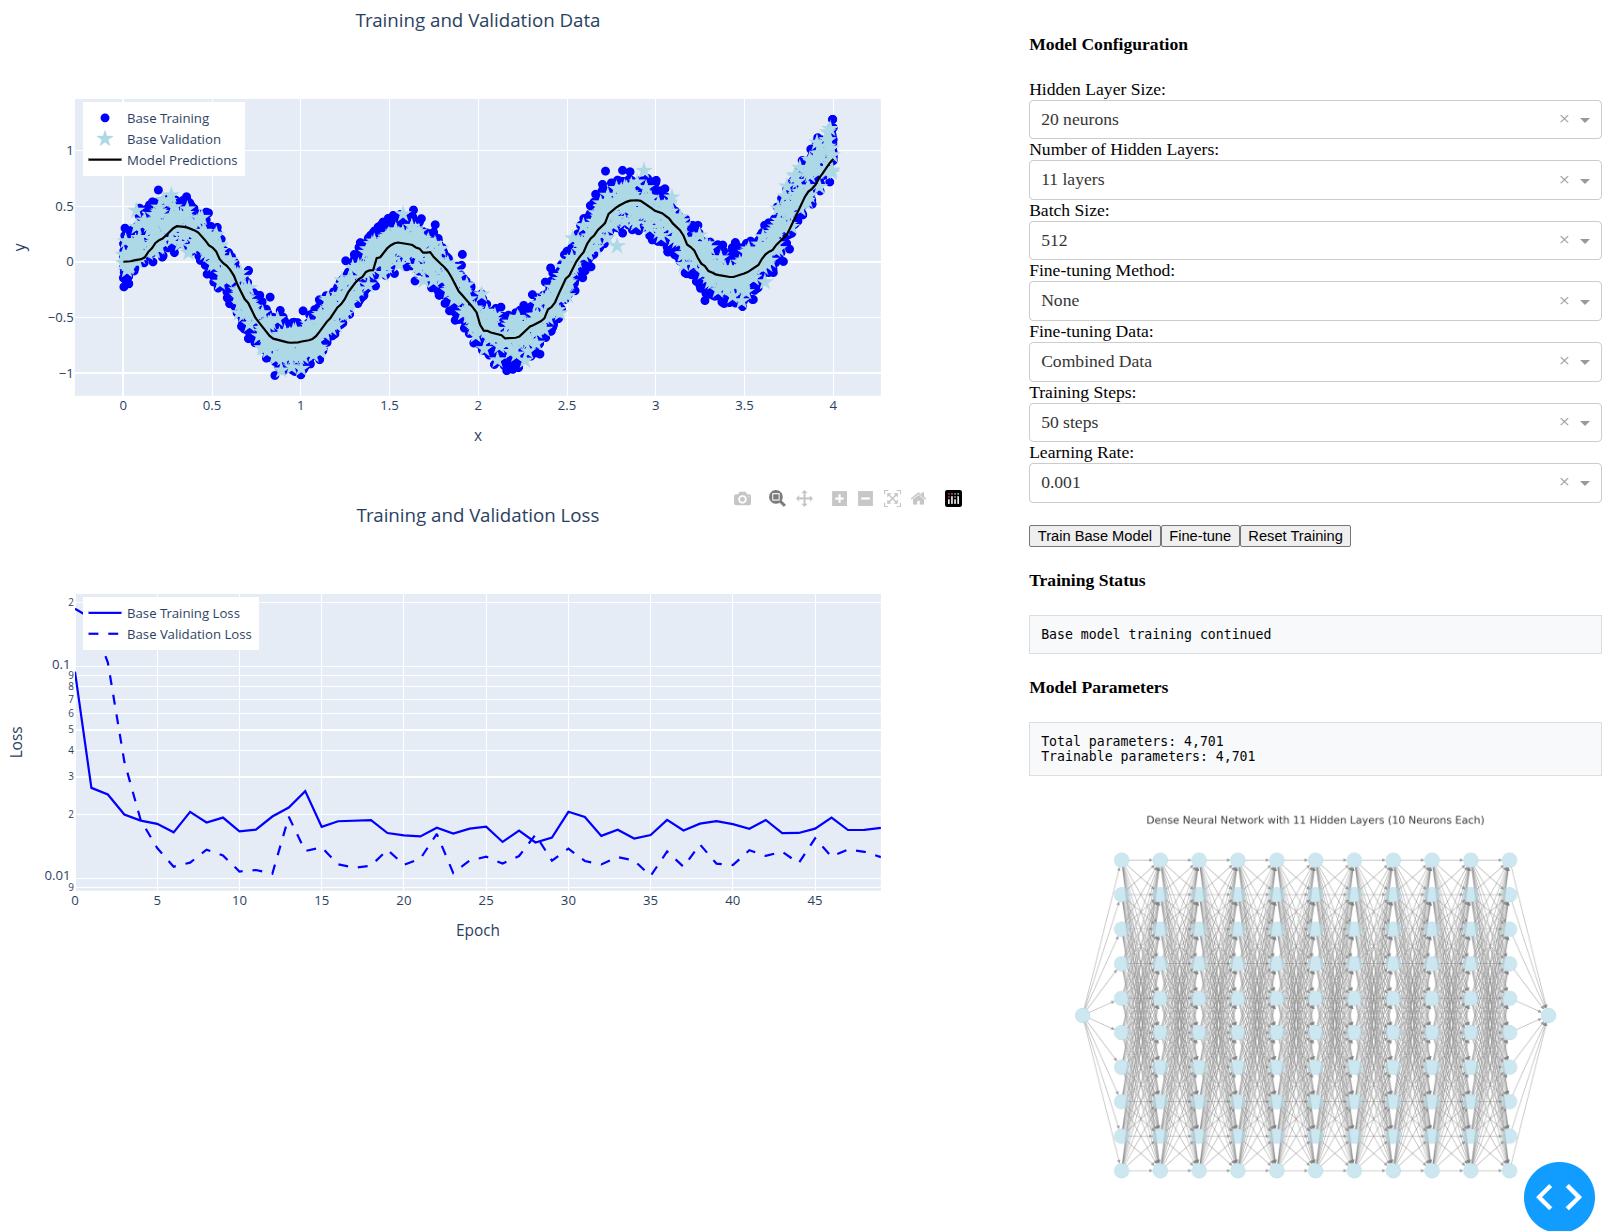 Training and Validation Data
Base Training
Base Validation
Model Predictions
1
0.5
0
−0.5
−1
y
0 0.5 1 1.5 2 2.5 3 3.5 4
x
Training and Validation Loss
Base Training Loss
Base Validation Loss
2
0.1
9
8
7
6
5
4
3
2
0.01
9
Loss
0 5 10 15 20 25 30 35 40 45
Epoch
Model Configuration
Hidden Layer Size:
20 neurons ×
Number of Hidden Layers:
11 layers ×
Batch Size:
512 ×
Fine-tuning Method:
None ×
Fine-tuning Data:
Combined Data ×
Training Steps:
50 steps ×
Learning Rate:
0.001 ×
Train Base Model Fine-tune Reset Training
Training Status
Base model training continued
Model Parameters
Total parameters: 4,701
Trainable parameters: 4,701
Dense Neural Network with 11 Hidden Layers (10 Neurons Each)